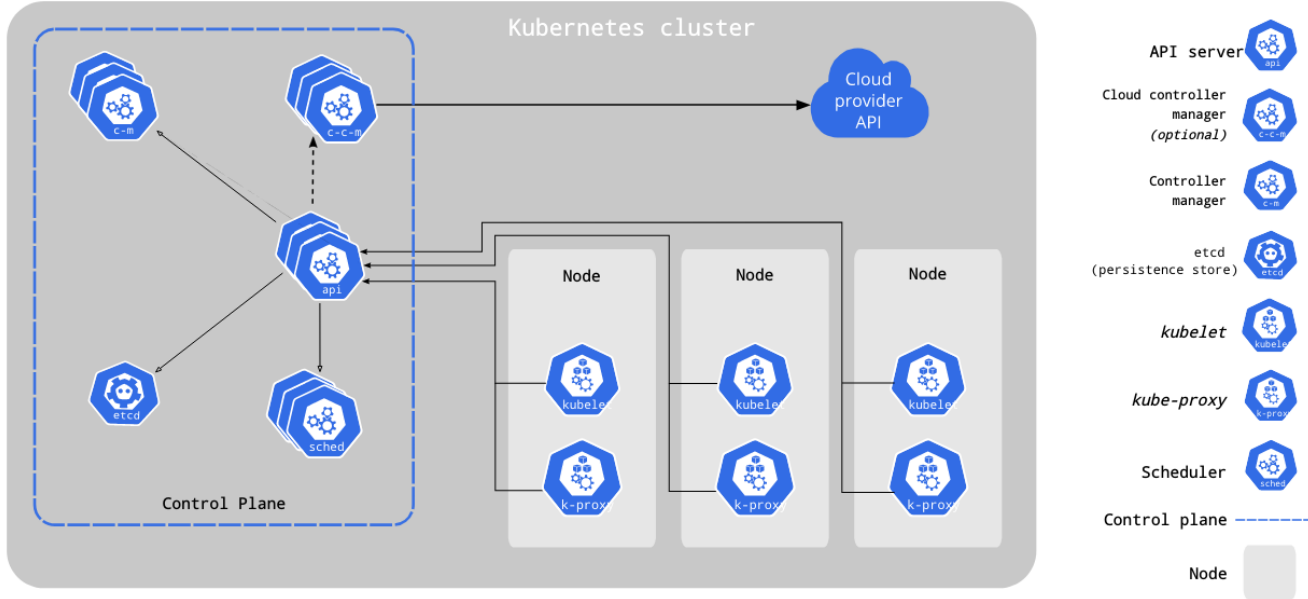 Kubernetes cluster
c-m
c-c-m
Cloud
provider
API
api
etcd
sched
Control Plane
Node
kubelet
k-proxy
Node
kubelet
k-proxy
Node
kubelet
k-proxy
API server
api
Cloud controller
manager
(optional)
c-c-m
Controller
manager
c-m
etcd
(persistence store)
etcd
kubelet
kubelet
kube-proxy
k-proxy
Scheduler
sched
Control plane
Node